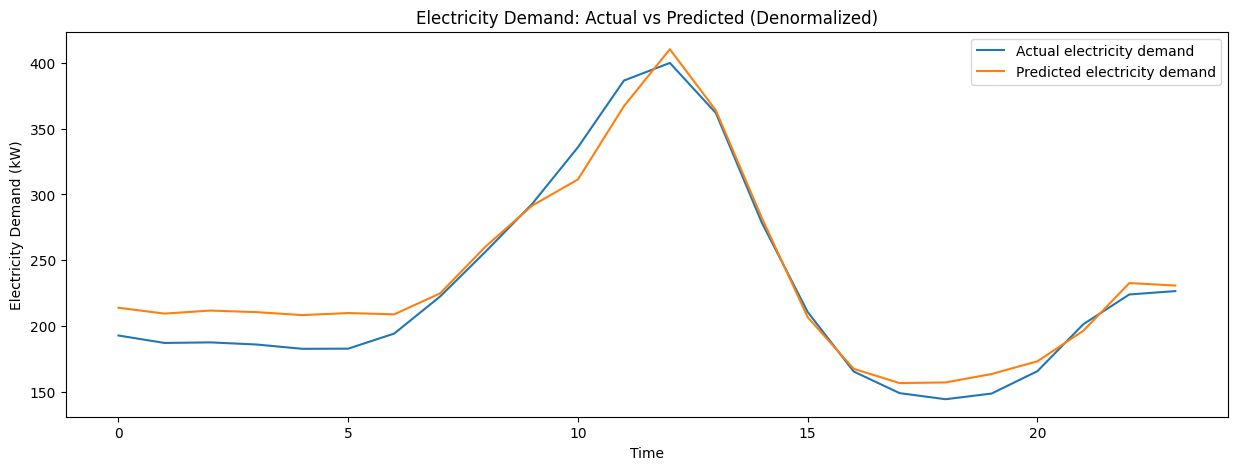 Electricity Demand: Actual vs Predicted (Denormalized)
Actual electricity demand
Predicted electricity demand
Electricity Demand (kW)
400
350
300
250
200
150
0
5
10
15
20
Time